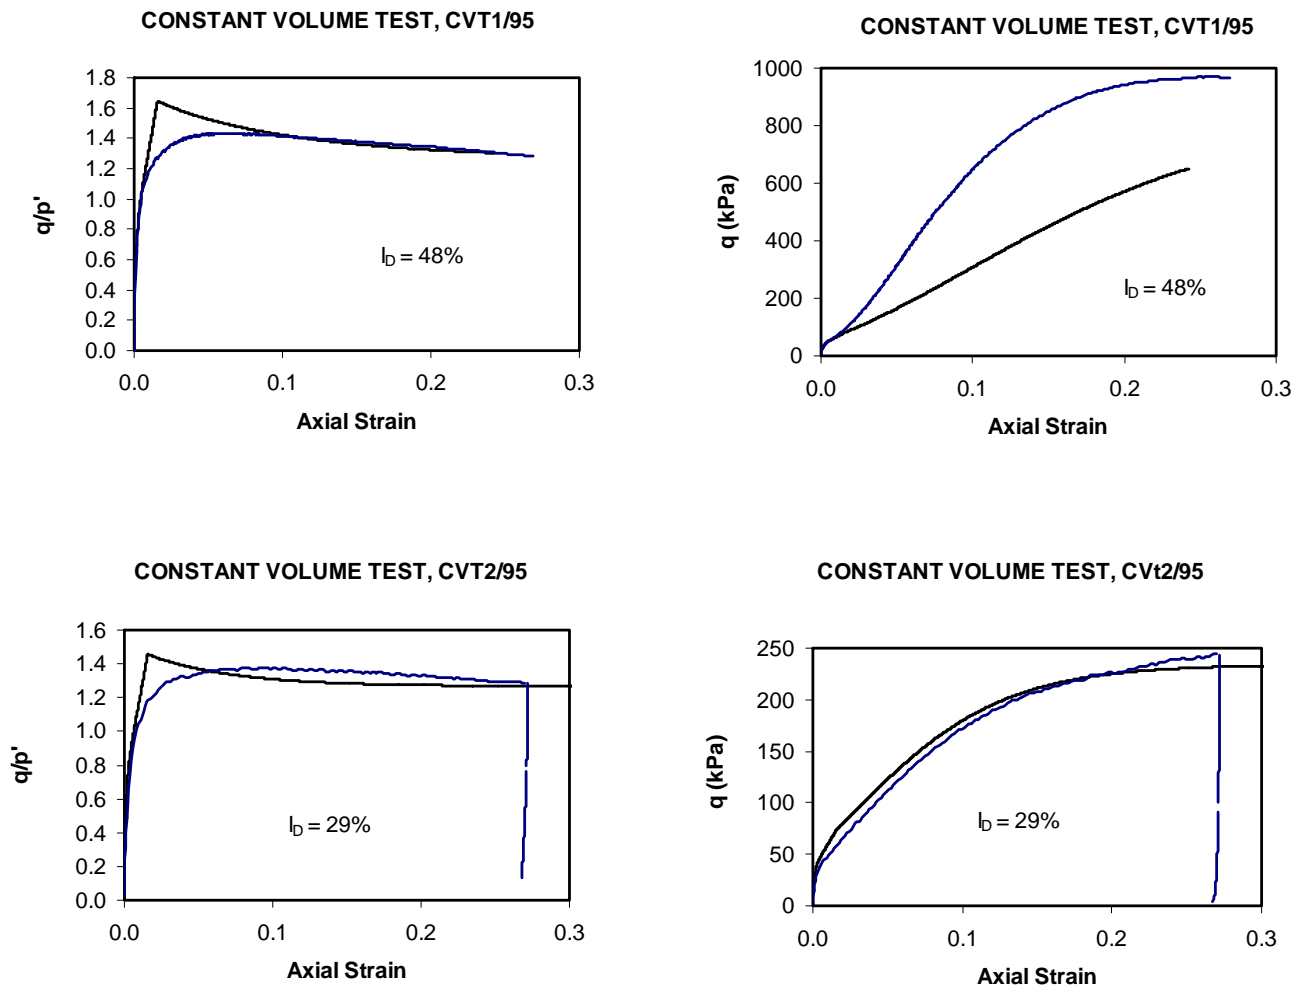 CONSTANT VOLUME TEST, CVT1/95
1.8
1.6
1.4
1.2
1.0
0.8
0.6
0.4
0.2
0.0
q/p'
I_D = 48%
0.0 0.1 0.2 0.3
Axial Strain
CONSTANT VOLUME TEST, CVT1/95
1000
800
600
400
200
0
q (kPa)
I_D = 48%
0.0 0.1 0.2 0.3
Axial Strain
CONSTANT VOLUME TEST, CVT2/95
1.6
1.4
1.2
1.0
0.8
0.6
0.4
0.2
0.0
q/p'
I_D = 29%
0.0 0.1 0.2 0.3
Axial Strain
CONSTANT VOLUME TEST, CVt2/95
250
200
150
100
50
0
q (kPa)
I_D = 29%
0.0 0.1 0.2 0.3
Axial Strain